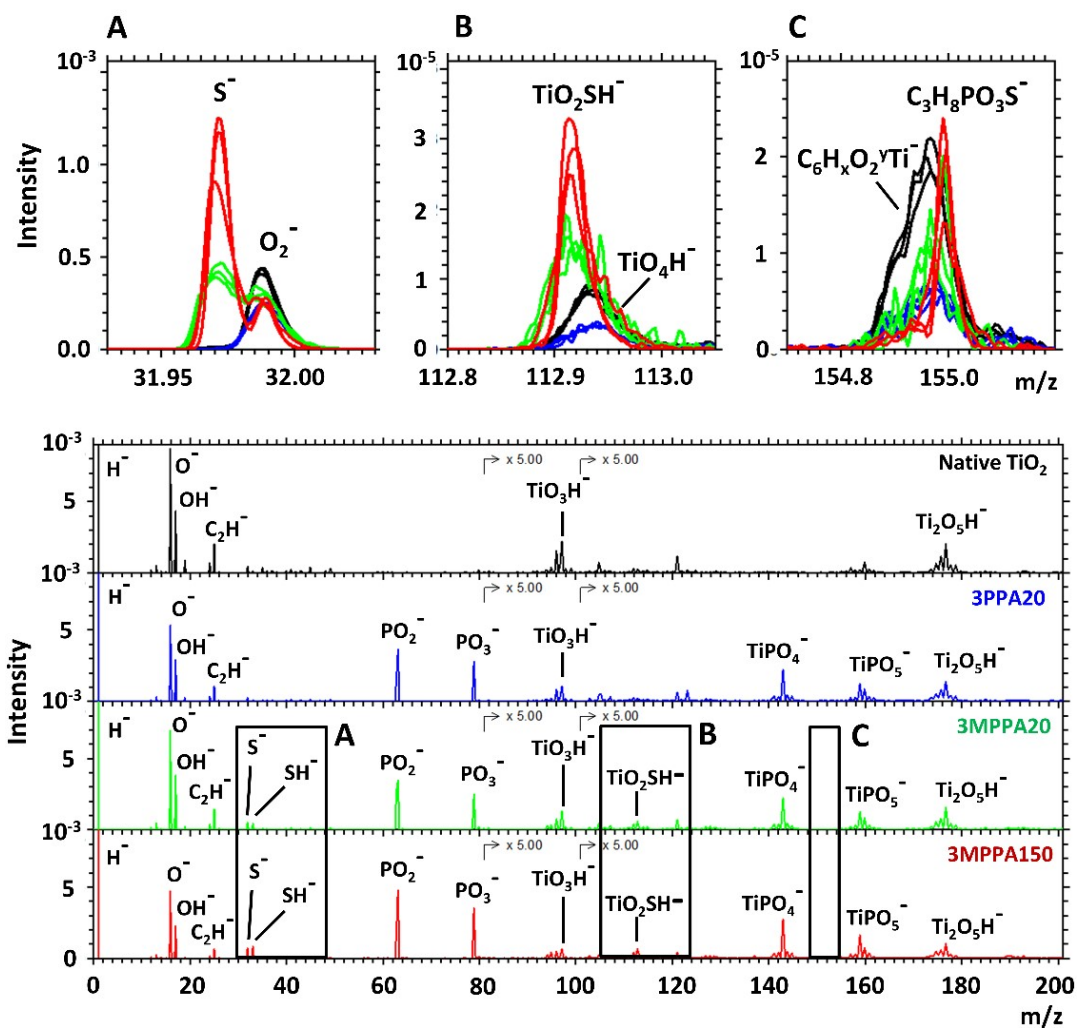 A B C
10⁻³ 10⁻⁵ 10⁻⁵
S⁻ TiO₂SH⁻ C₃H₈PO₃S⁻
3 2
1.0 C₆HₓO₂ʸTi⁻
Intensity
2
O₂⁻
0.5 TiO₄H⁻ 1
1
0.0 0 0
31.95 32.00 112.8 112.9 113.0 154.8 155.0 m/z
10⁻³ H⁻ O⁻ x 5.00 x 5.00 Native TiO₂
5 OH⁻ C₂H⁻ TiO₃H⁻ Ti₂O₅H⁻
10⁻³ H⁻ O⁻ x 5.00 x 5.00 3PPA20
5 OH⁻ C₂H⁻ PO₂⁻ PO₃⁻ TiO₃H⁻ TiPO₄⁻ TiPO₅⁻ Ti₂O₅H⁻
Intensity
10⁻³ H⁻ O⁻ A x 5.00 x 5.00 B C 3MPPA20
5 OH⁻ C₂H⁻ S⁻ SH⁻ PO₂⁻ PO₃⁻ TiO₃H⁻ TiO₂SH⁻ TiPO₄⁻ TiPO₅⁻ Ti₂O₅H⁻
10⁻³ H⁻ O⁻ x 5.00 x 5.00 3MPPA150
5 OH⁻ C₂H⁻ S⁻ SH⁻ PO₂⁻ PO₃⁻ TiO₃H⁻ TiO₂SH⁻ TiPO₄⁻ TiPO₅⁻ Ti₂O₅H⁻
0
0 20 40 60 80 100 120 140 160 180 200
m/z